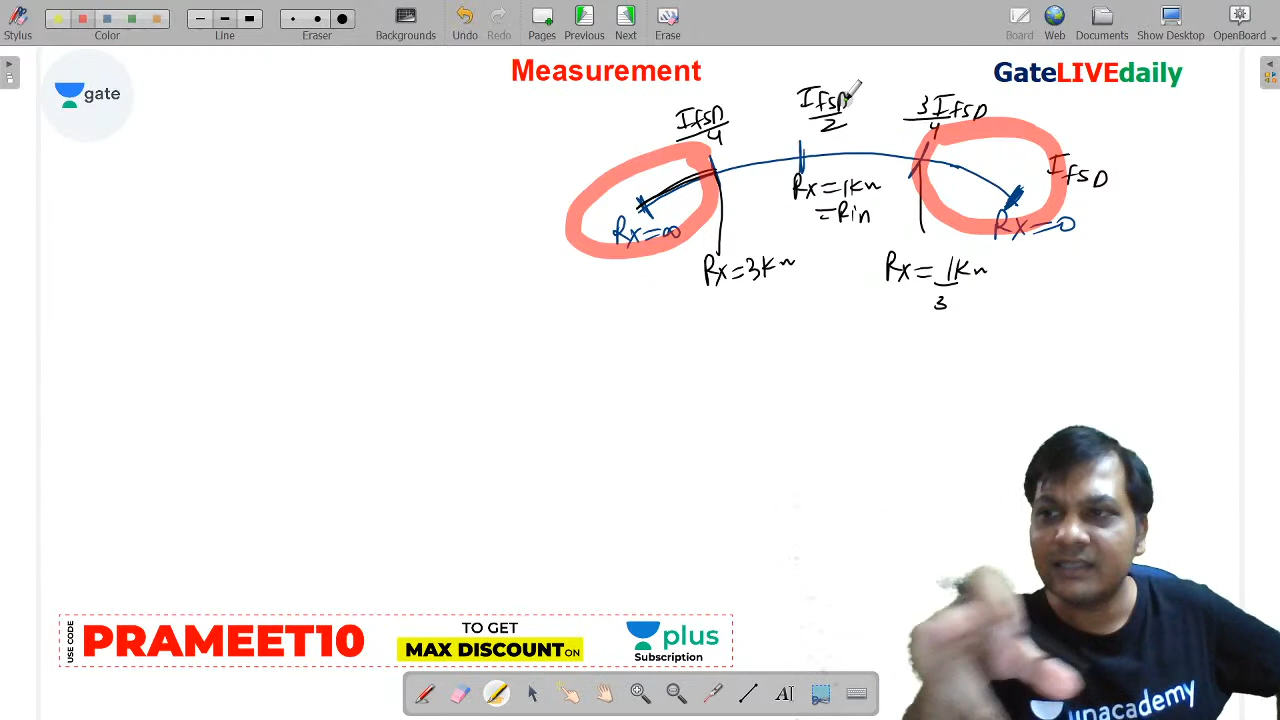 Stylus
Color
Line
Eraser
Backgrounds
Undo
Redo
Pages
Previous
Next
Erase
Board
Web
Documents
Show Desktop
OpenBoard
gate
Measurement
GateLIVEdaily
IfsD/4
IfsD/2
3IfsD/4
IfsD
Rx=∞
Rx=1kΩ
=Rin
Rx=0
Rx=3kΩ
Rx=1kΩ/3
USE CODE
PRAMEET10
TO GET
MAX DISCOUNT ON
plus
Subscription
unacademy